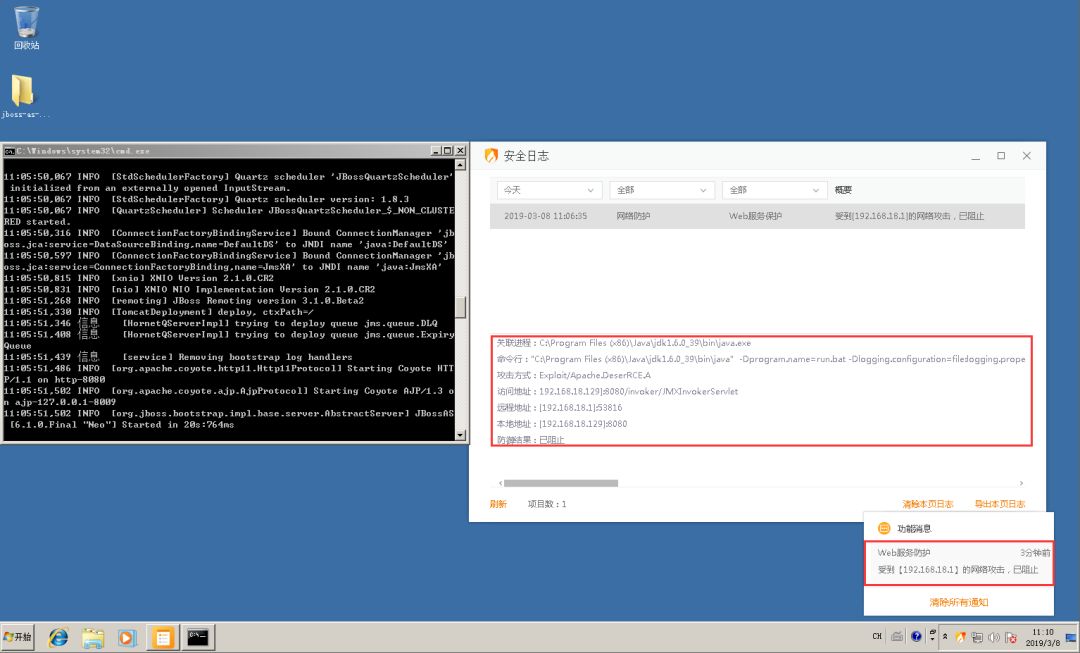 回收站
jboss-as-...
C:\Windows\system32\cmd.exe
11:05:50,067 INFO  [StdSchedulerFactory] Quartz scheduler 'JBossQuartzScheduler'
 initialized from an externally opened InputStream.
11:05:50,067 INFO  [StdSchedulerFactory] Quartz scheduler version: 1.8.3
11:05:50,067 INFO  [QuartzScheduler] Scheduler JBossQuartzScheduler_$_NON_CLUSTE
RED started.
11:05:50,316 INFO  [ConnectionFactoryBindingService] Bound ConnectionManager 'jb
oss.jca:service=DataSourceBinding,name=DefaultDS' to JNDI name 'java:DefaultDS'
11:05:50,597 INFO  [ConnectionFactoryBindingService] Bound ConnectionManager 'jb
oss.jca:service=ConnectionFactoryBinding,name=JmsXA' to JNDI name 'java:JmsXA'
11:05:50,815 INFO  [xnio] XNIO Version 2.1.0.CR2
11:05:50,831 INFO  [nio] XNIO NIO Implementation Version 2.1.0.CR2
11:05:51,268 INFO  [remoting] JBoss Remoting version 3.1.0.Beta2
11:05:51,330 INFO  [TomcatDeployment] deploy, ctxPath=/
11:05:51,346 信息    [HornetQServerImpl] trying to deploy queue jms.queue.DLQ
11:05:51,408 信息    [HornetQServerImpl] trying to deploy queue jms.queue.Expiry
Queue
11:05:51,439 信息    [service] Removing bootstrap log handlers
11:05:51,486 INFO  [org.apache.coyote.http11.Http11Protocol] Starting Coyote HTT
P/1.1 on http-8080
11:05:51,502 INFO  [org.apache.coyote.ajp.AjpProtocol] Starting Coyote AJP/1.3 o
n ajp-127.0.0.1-8009
11:05:51,502 INFO  [org.jboss.bootstrap.impl.base.server.AbstractServer] JBossAS
 [6.1.0.Final "Neo"] Started in 20s:764ms
安全日志
今天 全部 全部 概要
2019-03-08 11:06:35 网络防护 Web服务保护 受到[192.168.18.1]的网络攻击，已阻止
关联进程：C:\Program Files (x86)\Java\jdk1.6.0_39\bin\java.exe
命令行："C:\Program Files (x86)\Java\jdk1.6.0_39\bin\java"  -Dprogram.name=run.bat -Dlogging.configuration=file:logging.prope
攻击方式：Exploit/Apache.DeserRCE.A
访问地址：192.168.18.129]:8080/invoker/JMXInvokerServlet
远程地址：[192.168.18.1]:53816
本地地址：[192.168.18.129]:8080
防御结果：已阻止
刷新 项目数：1 清除本页日志 导出本页日志
功能消息
Web服务防护 3分钟前
受到【192.168.18.1】的网络攻击，已阻止
清除所有通知
开始
CH
11:10
2019/3/8